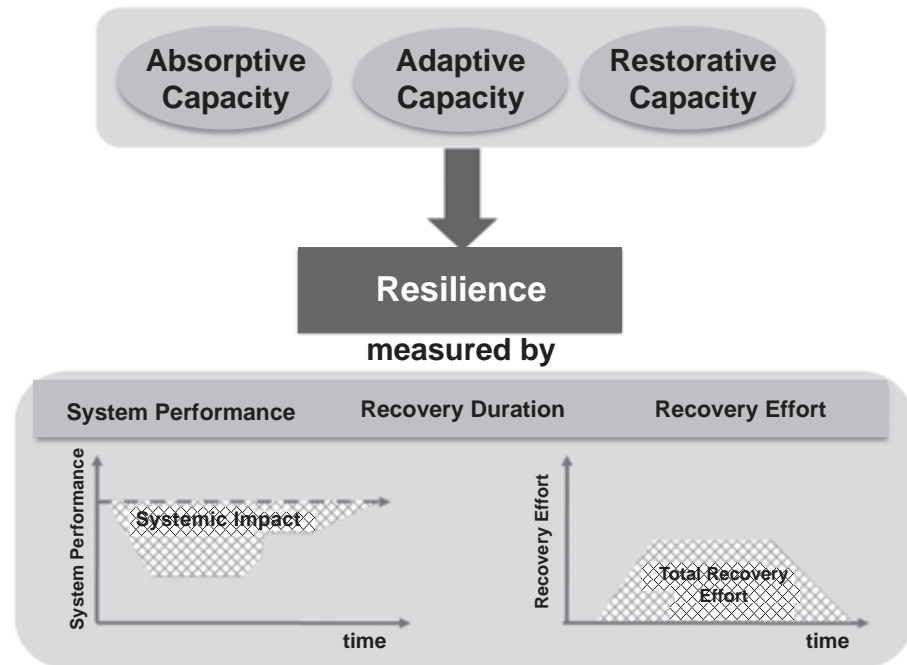 Absorptive
Capacity
Adaptive
Capacity
Restorative
Capacity
Resilience
measured by
System Performance
Recovery Duration
Recovery Effort
System Performance
Systemic Impact
time
Recovery Effort
Total Recovery
Effort
time